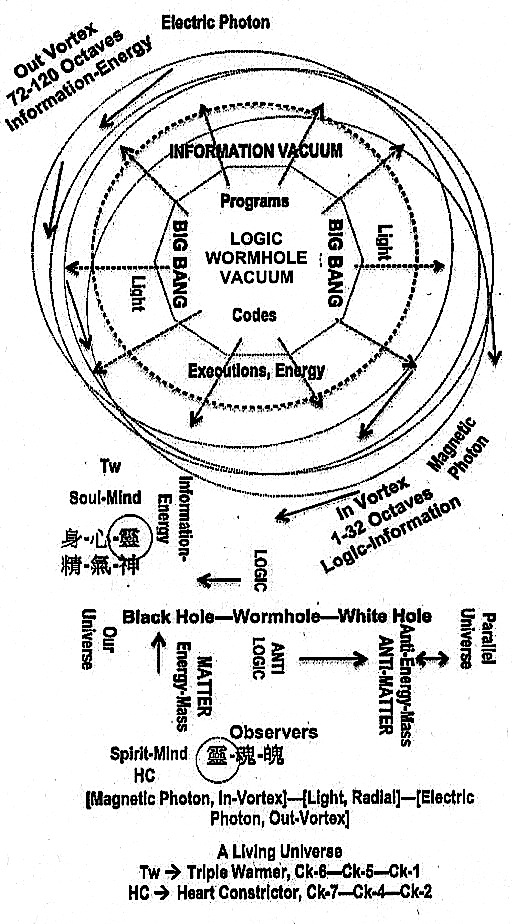 Electric Photon
Out Vortex
72-120 Octaves
Information-Energy
INFORMATION VACUUM
Programs
BIG BANG
LOGIC
WORMHOLE
VACUUM
BIG BANG
Light
Light
Codes
Executions, Energy
Magnetic
Photon
In Vortex
1-32 Octaves
Logic-Information
Tw
Soul-Mind
身-心-靈
精-氣-神
Information-
Energy
LOGIC
Black Hole—Wormhole—White Hole
Our
Universe
MATTER
Energy-Mass
ANTI
LOGIC
Anti-Energy-Mass
ANTI-MATTER
Parallel
Universe
Observers
Spirit-Mind
HC
靈-魂-魄
[Magnetic Photon, In-Vortex]—[Light, Radial]—[Electric
Photon, Out-Vortex]
A Living Universe
Tw → Triple Warmer, Ck-6—Ck-5—Ck-1
HC → Heart Constrictor, Ck-7—Ck-4—Ck-2